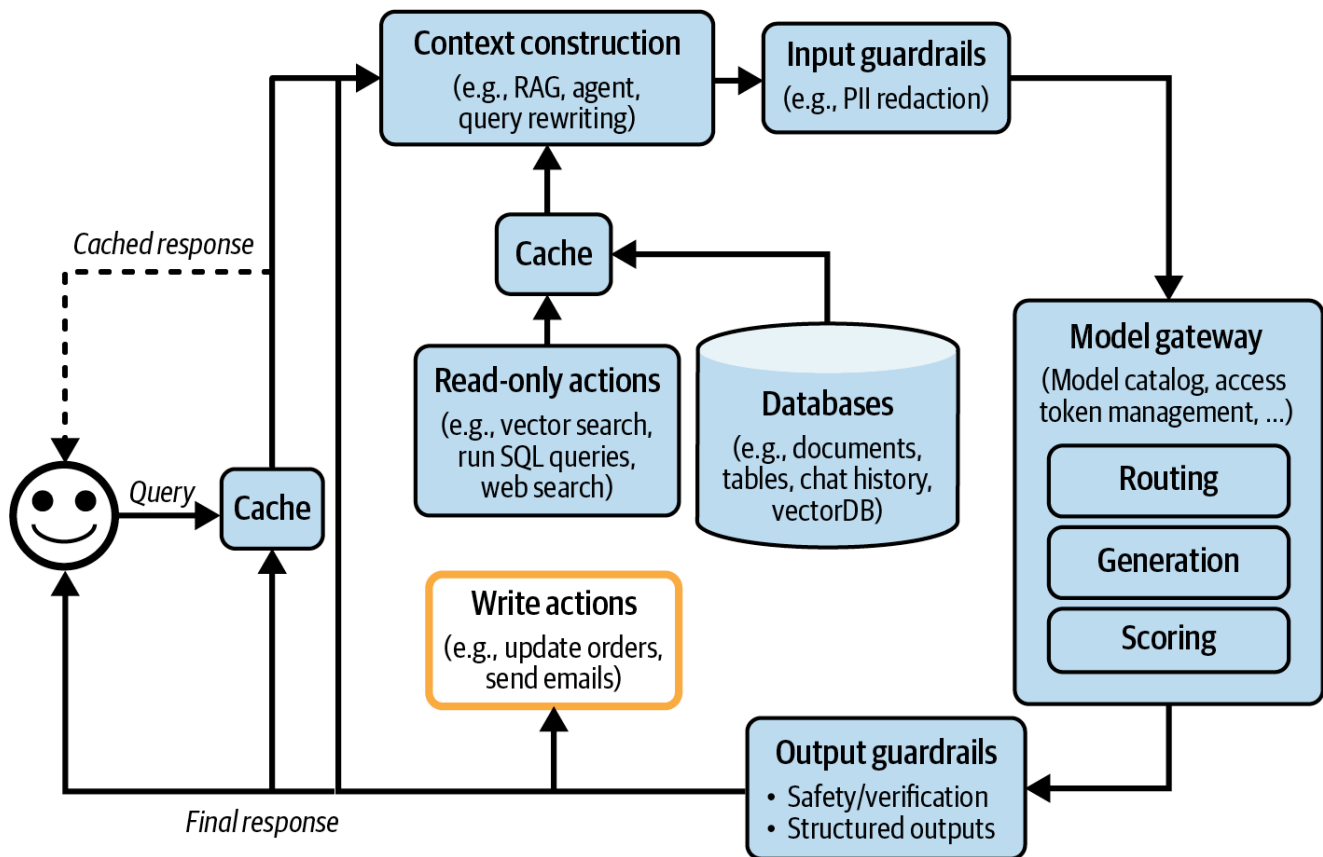 Context construction
(e.g., RAG, agent,
query rewriting)
Input guardrails
(e.g., PII redaction)
Cached response
Cache
Read-only actions
(e.g., vector search,
run SQL queries,
web search)
Databases
(e.g., documents,
tables, chat history,
vectorDB)
Model gateway
(Model catalog, access
token management, ...)
Routing
Generation
Scoring
Query
Cache
Write actions
(e.g., update orders,
send emails)
Output guardrails
• Safety/verification
• Structured outputs
Final response